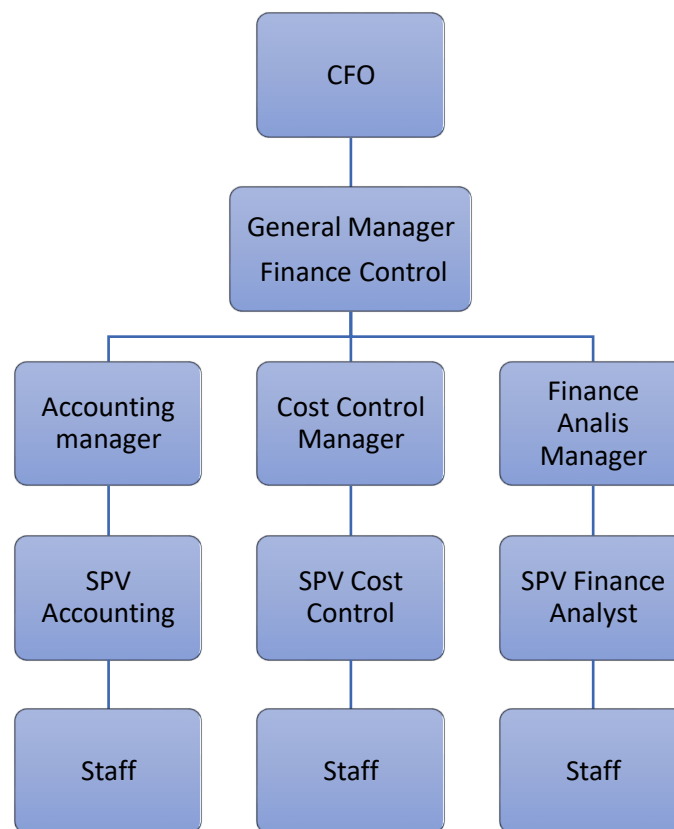 CFO
General Manager
Finance Control
Accounting
manager
Cost Control
Manager
Finance
Analis
Manager
SPV
Accounting
SPV Cost
Control
SPV Finance
Analyst
Staff
Staff
Staff